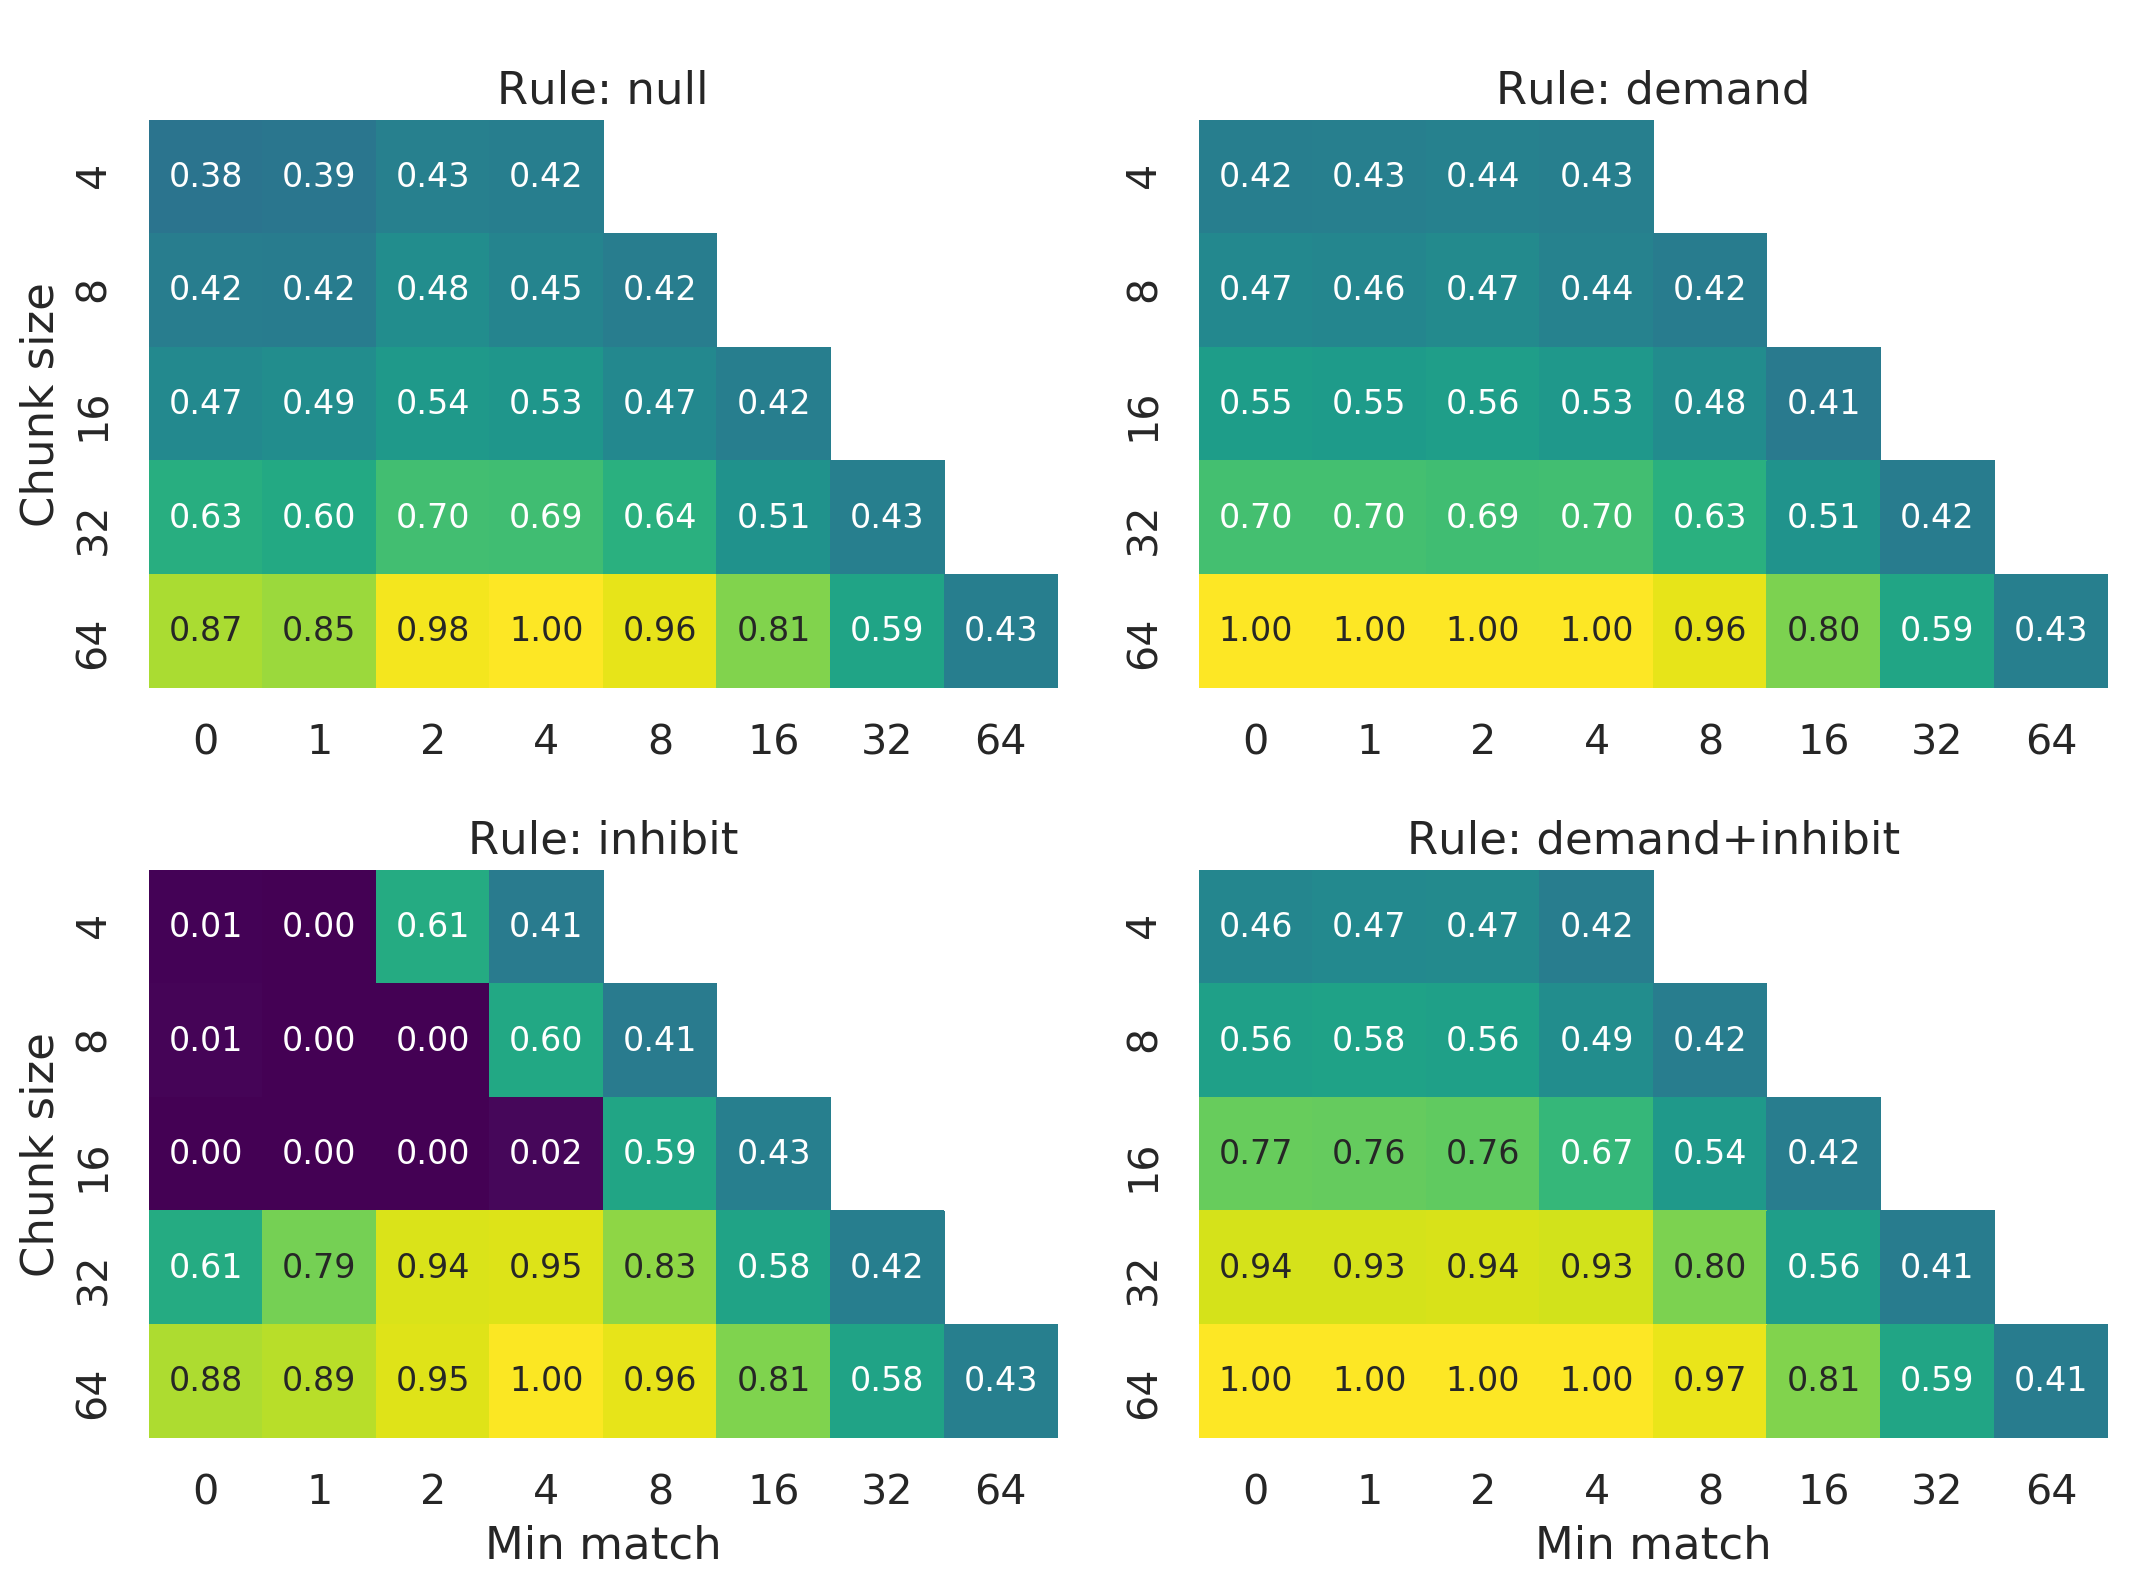 Rule: null
Chunk size
4 0.38 0.39 0.43 0.42
8 0.42 0.42 0.48 0.45 0.42
16 0.47 0.49 0.54 0.53 0.47 0.42
32 0.63 0.60 0.70 0.69 0.64 0.51 0.43
64 0.87 0.85 0.98 1.00 0.96 0.81 0.59 0.43
0 1 2 4 8 16 32 64
Rule: demand
4 0.42 0.43 0.44 0.43
8 0.47 0.46 0.47 0.44 0.42
16 0.55 0.55 0.56 0.53 0.48 0.41
32 0.70 0.70 0.69 0.70 0.63 0.51 0.42
64 1.00 1.00 1.00 1.00 0.96 0.80 0.59 0.43
0 1 2 4 8 16 32 64
Rule: inhibit
Chunk size
4 0.01 0.00 0.61 0.41
8 0.01 0.00 0.00 0.60 0.41
16 0.00 0.00 0.00 0.02 0.59 0.43
32 0.61 0.79 0.94 0.95 0.83 0.58 0.42
64 0.88 0.89 0.95 1.00 0.96 0.81 0.58 0.43
0 1 2 4 8 16 32 64
Min match
Rule: demand+inhibit
4 0.46 0.47 0.47 0.42
8 0.56 0.58 0.56 0.49 0.42
16 0.77 0.76 0.76 0.67 0.54 0.42
32 0.94 0.93 0.94 0.93 0.80 0.56 0.41
64 1.00 1.00 1.00 1.00 0.97 0.81 0.59 0.41
0 1 2 4 8 16 32 64
Min match